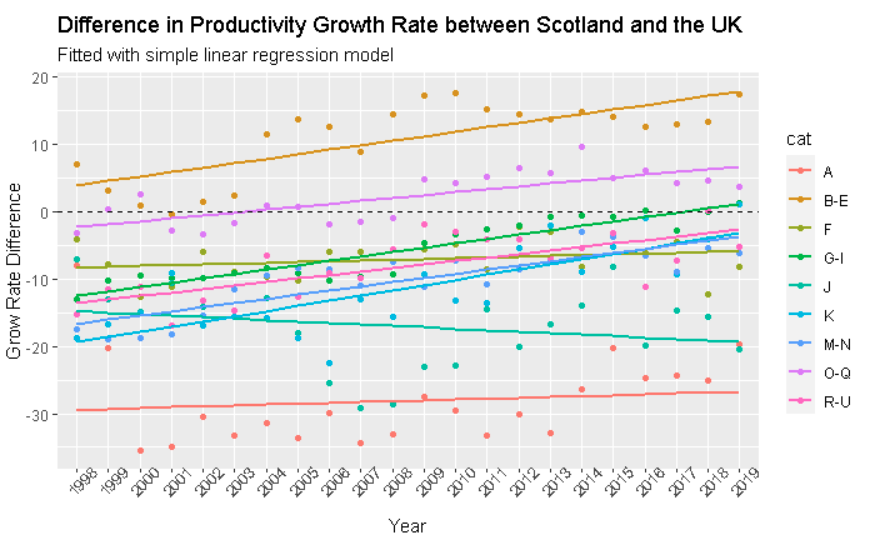 Difference in Productivity Growth Rate between Scotland and the UK
Fitted with simple linear regression model
20
10
0
-10
-20
-30
Grow Rate Difference
1998 1999 2000 2001 2002 2003 2004 2005 2006 2007 2008 2009 2010 2011 2012 2013 2014 2015 2016 2017 2018 2019
Year
cat
A
B-E
F
G-I
J
K
M-N
O-Q
R-U